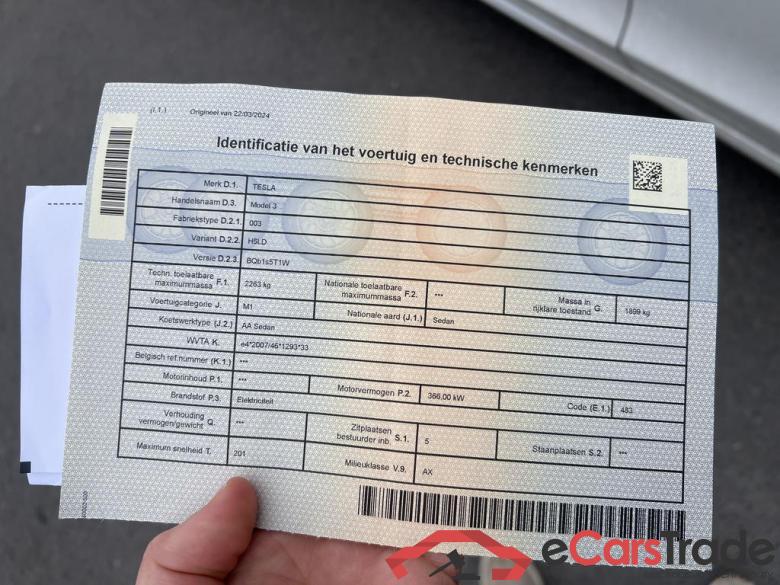 (I.1.) Origineel van 22/03/2024
Identificatie van het voertuig en technische kenmerken
Merk D.1. TESLA
Handelsnaam D.3. Model 3
Fabriekstype D.2.1. 003
Variant D.2.2. H5LD
Versie D.2.3. BQb1s5T1W
Techn. toelaatbare maximummassa F.1. 2263 kg Nationale toelaatbare maximummassa F.2. --- Massa in rijklare toestand G. 1899 kg
Voertuigcategorie J. M1 Nationale aard (J.1.) Sedan
Koetswerktype (J.2.) AA Sedan
WVTA K. e4*2007/46*1293*33
Belgisch ref.nummer (K.1.) ---
Motorinhoud P.1. --- Motorvermogen P.2. 366,00 kW Code (E.1.) 483
Brandstof P.3. Elektriciteit
Verhouding vermogen/gewicht Q. --- Zitplaatsen bestuurder inb. S.1. 5 Staanplaatsen S.2. ---
Maximum snelheid T. 201 Milieuklasse V.9. AX
eCarsTrade